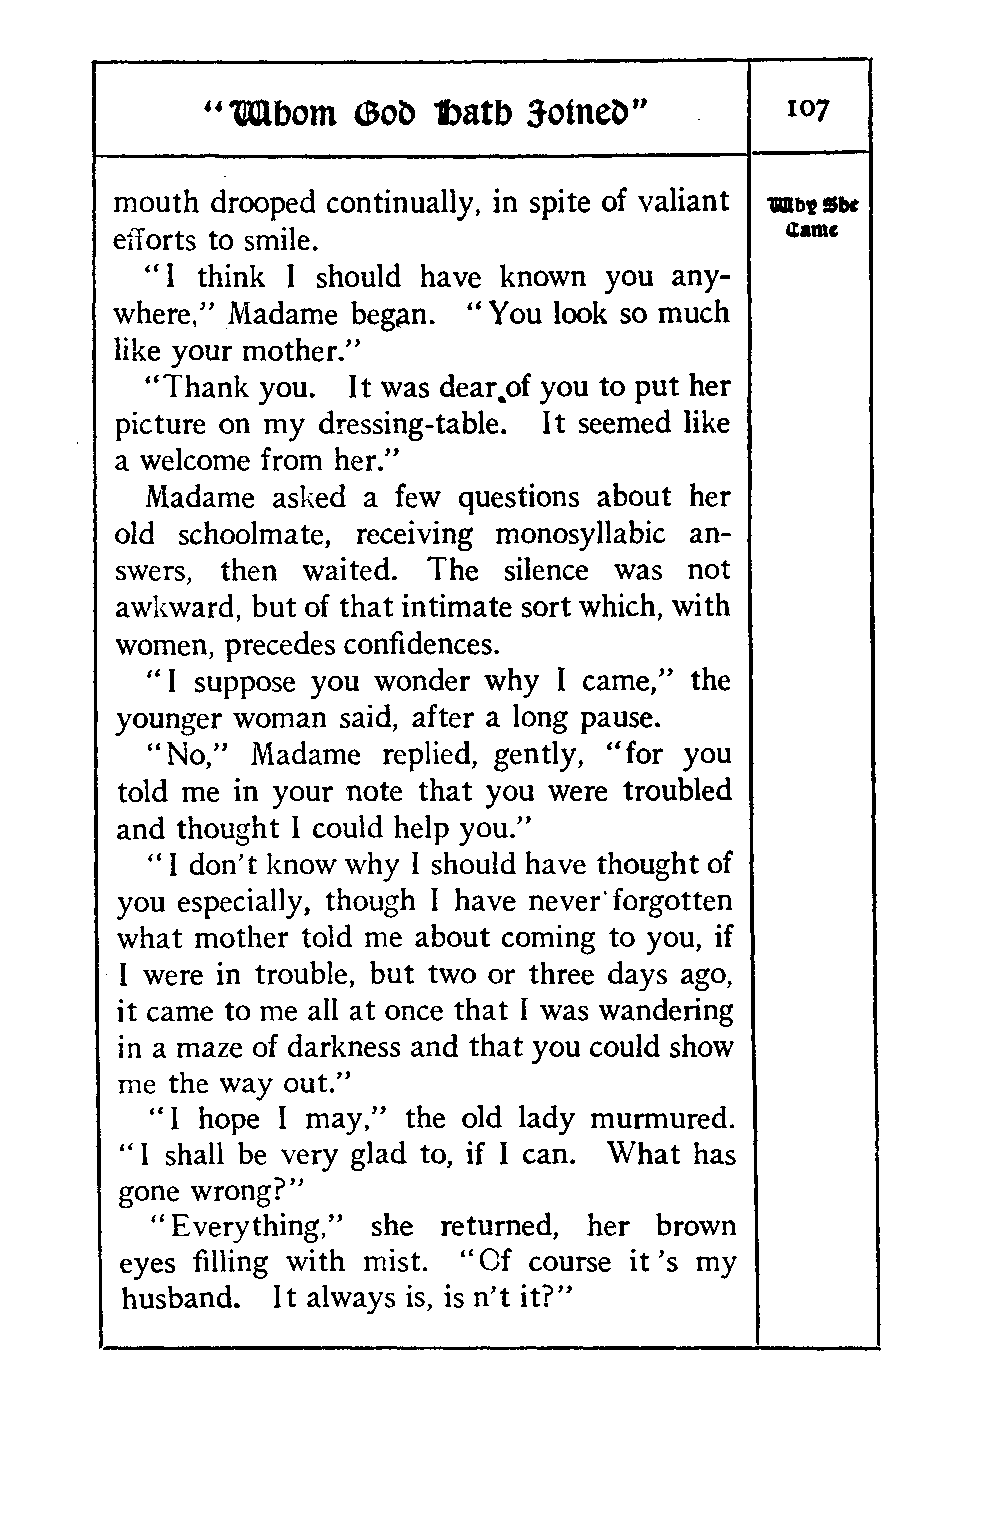 “Whom God Hath Joined”
107
Why She
Came
mouth drooped continually, in spite of valiant
efforts to smile.
“I think I should have known you any-
where,” Madame began. “You look so much
like your mother.”
“Thank you. It was dear of you to put her
picture on my dressing-table. It seemed like
a welcome from her.”
Madame asked a few questions about her
old schoolmate, receiving monosyllabic an-
swers, then waited. The silence was not
awkward, but of that intimate sort which, with
women, precedes confidences.
“I suppose you wonder why I came,” the
younger woman said, after a long pause.
“No,” Madame replied, gently, “for you
told me in your note that you were troubled
and thought I could help you.”
“I don’t know why I should have thought of
you especially, though I have never forgotten
what mother told me about coming to you, if
I were in trouble, but two or three days ago,
it came to me all at once that I was wandering
in a maze of darkness and that you could show
me the way out.”
“I hope I may,” the old lady murmured.
“I shall be very glad to, if I can. What has
gone wrong?”
“Everything,” she returned, her brown
eyes filling with mist. “Of course it ’s my
husband. It always is, is n’t it?”